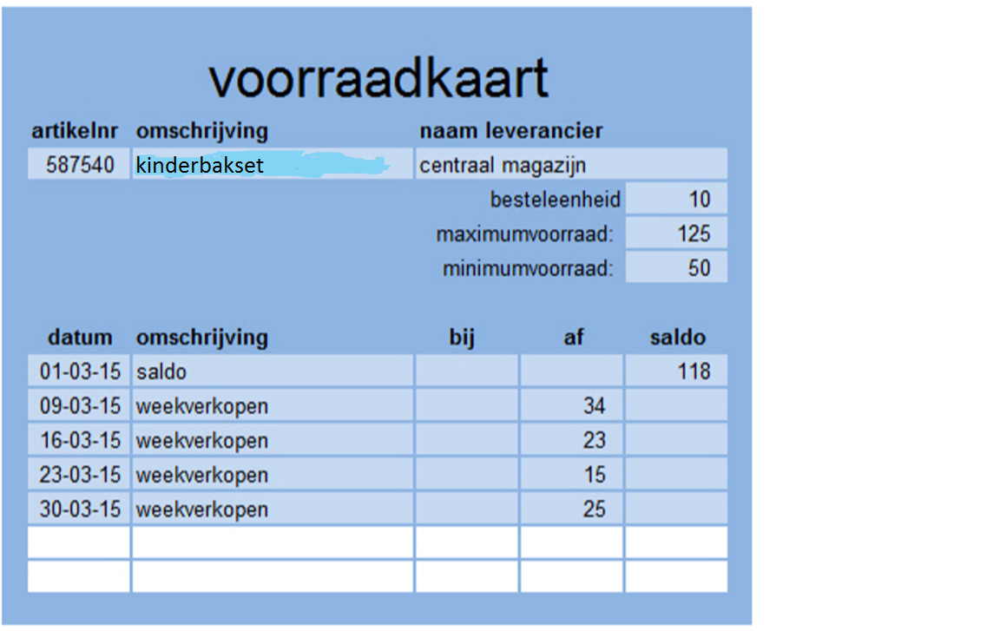 voorraadkaart
artikelnr omschrijving naam leverancier
587540 kinderbakset centraal magazijn
besteleenheid 10
maximumvoorraad: 125
minimumvoorraad: 50
datum omschrijving bij af saldo
01-03-15 saldo 118
09-03-15 weekverkopen 34
16-03-15 weekverkopen 23
23-03-15 weekverkopen 15
30-03-15 weekverkopen 25